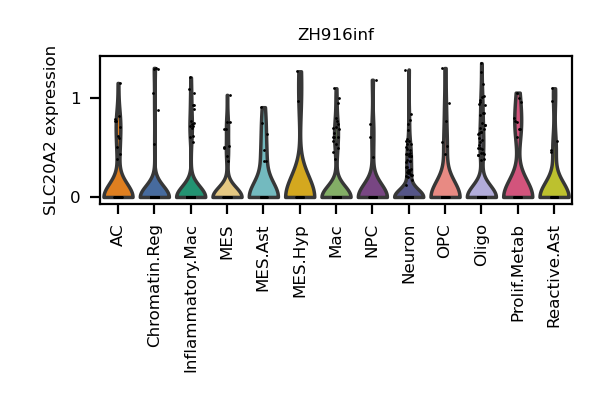 ZH916inf
SLC20A2 expression
1
0
AC
Chromatin.Reg
Inflammatory.Mac
MES
MES.Ast
MES.Hyp
Mac
NPC
Neuron
OPC
Oligo
Prolif.Metab
Reactive.Ast